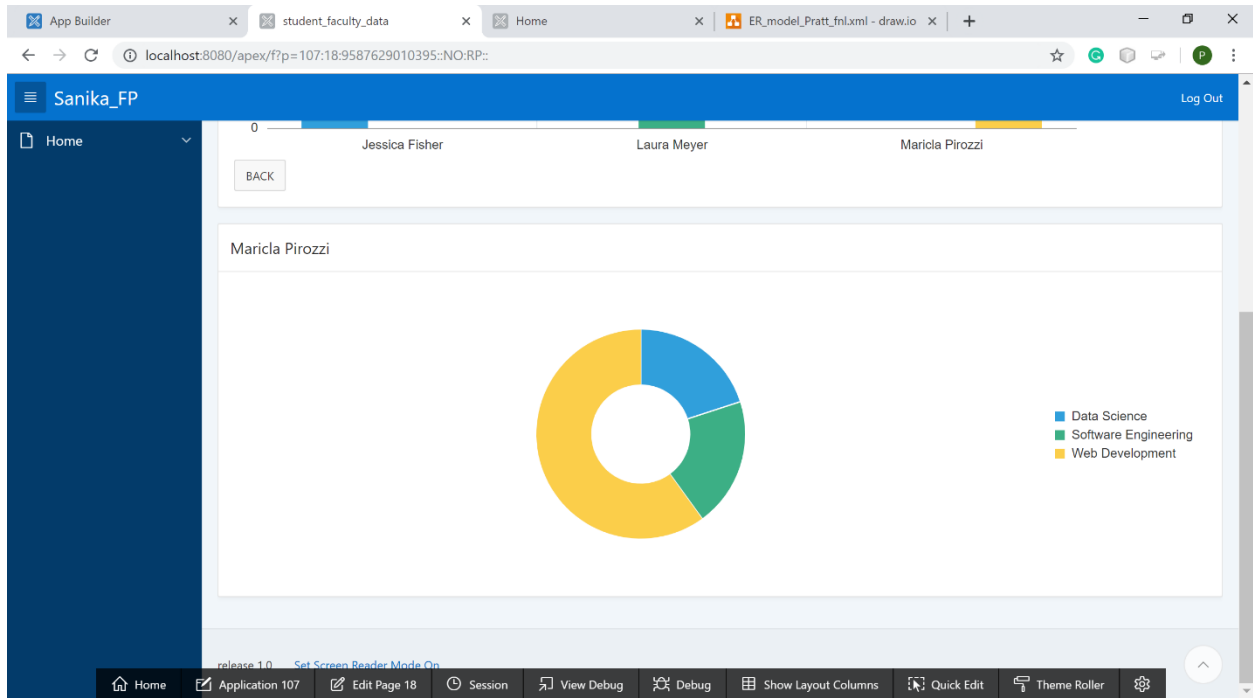 App Builder
student_faculty_data
Home
ER_model_Pratt_fnl.xml - draw.io
localhost:8080/apex/f?p=107:18:9587629010395::NO:RP::
G
P
Sanika_FP
Log Out
Home
0
Jessica Fisher
Laura Meyer
Maricla Pirozzi
BACK
Maricla Pirozzi
Data Science
Software Engineering
Web Development
release 1.0 Set Screen Reader Mode On
Home Application 107 Edit Page 18 Session View Debug Debug Show Layout Columns Quick Edit Theme Roller